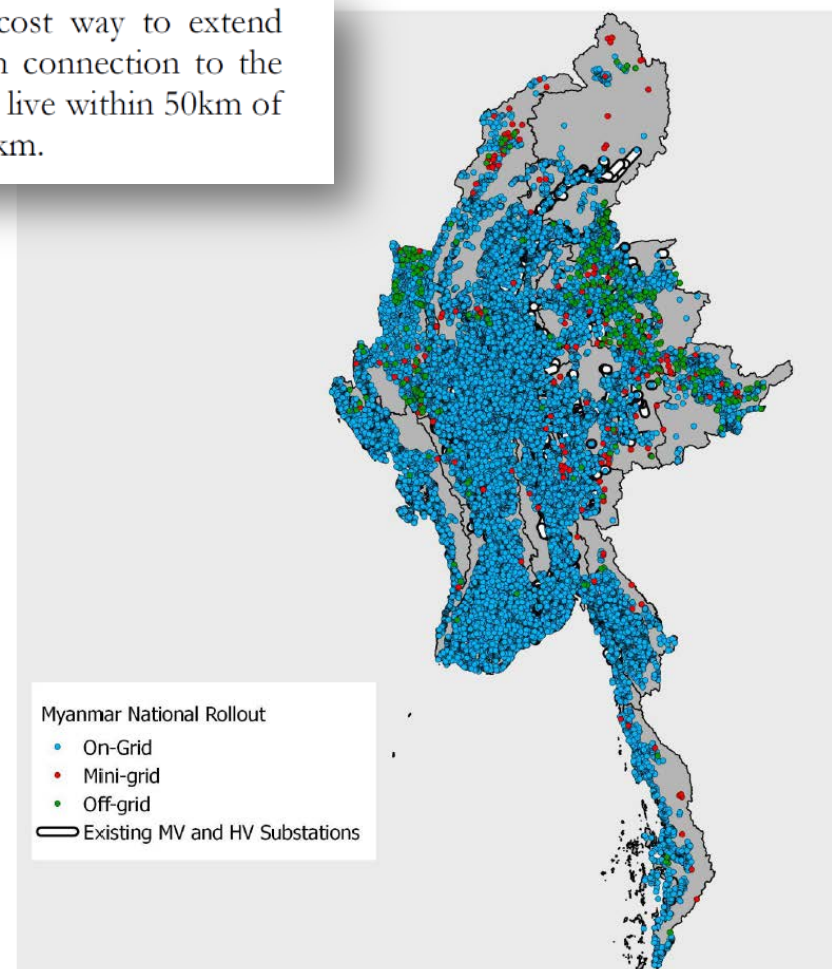 cost way to extend
connection to the
live within 50km of
km.
Myanmar National Rollout
On-Grid
Mini-grid
Off-grid
Existing MV and HV Substations